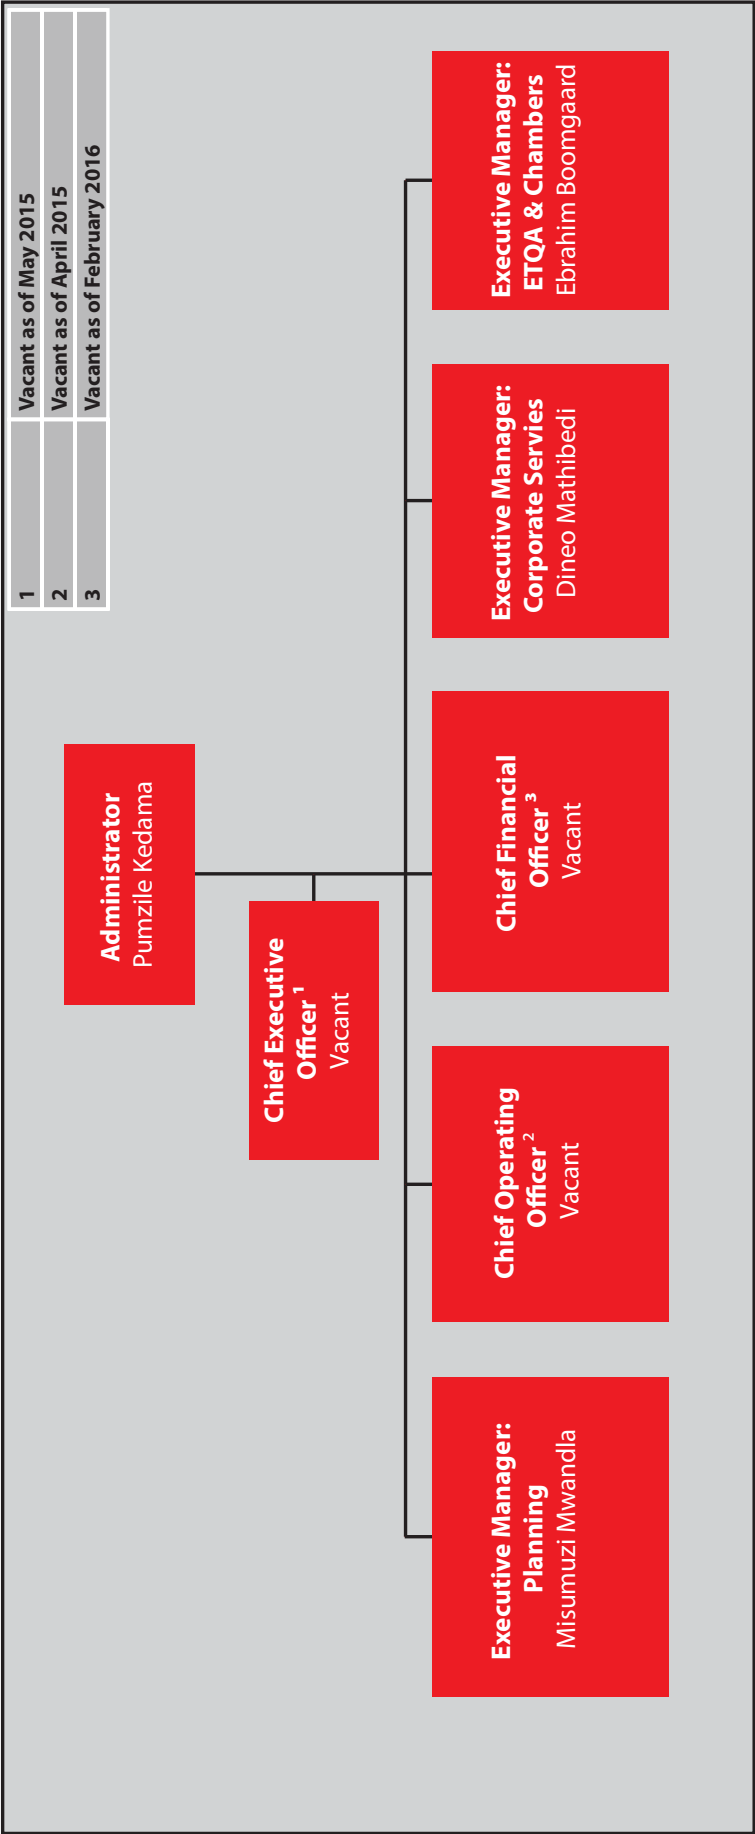 Administrator
Pumzile Kedama
Chief Executive
Officer ¹
Vacant
Executive Manager:
Planning
Misumuzi Mwandla
Chief Operating
Officer ²
Vacant
Chief Financial
Officer ³
Vacant
Executive Manager:
Corporate Servies
Dineo Mathibedi
Executive Manager:
ETQA & Chambers
Ebrahim Boomgaard
1 Vacant as of May 2015
2 Vacant as of April 2015
3 Vacant as of February 2016